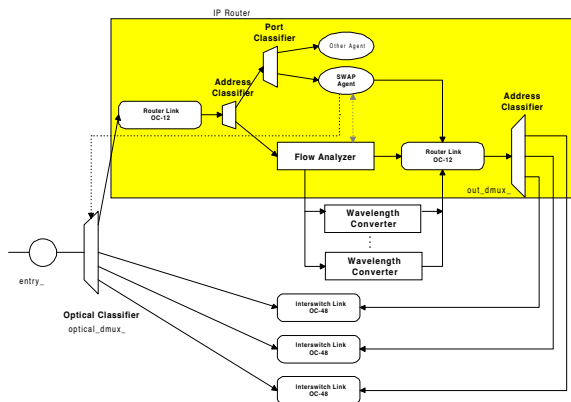 IP Router
Port
Classifier
Other Agent
SWAP
Agent
Address
Classifier
Address
Classifier
Router Link
OC-12
Flow Analyzer
Router Link
OC-12
out_dmux_
Wavelength
Converter
Wavelength
Converter
entry_
Optical Classifier
optical_dmux_
Interswitch Link
OC-48
Interswitch Link
OC-48
Interswitch Link
OC-48